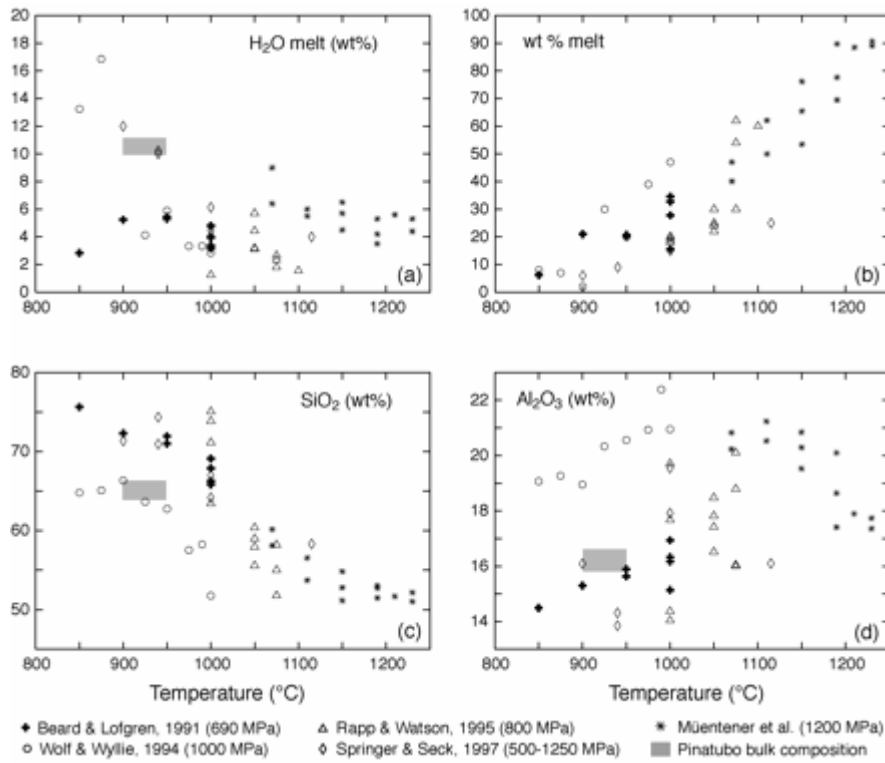 18
H2O melt (wt%)
16
14
12
10
8
6
4
2
(a)
0
800 900 1000 1100 1200
100
wt % melt
90
80
70
60
50
40
30
20
10
(b)
0
800 900 1000 1100 1200
80
SiO2 (wt%)
70
60
50
(c)
800 900 1000 1100 1200
Temperature (°C)
Al2O3 (wt%)
22
20
18
16
14
(d)
800 900 1000 1100 1200
Temperature (°C)
Beard & Lofgren, 1991 (690 MPa)
Rapp & Watson, 1995 (800 MPa)
Müentener et al. (1200 MPa)
Wolf & Wyllie, 1994 (1000 MPa)
Springer & Seck, 1997 (500-1250 MPa)
Pinatubo bulk composition